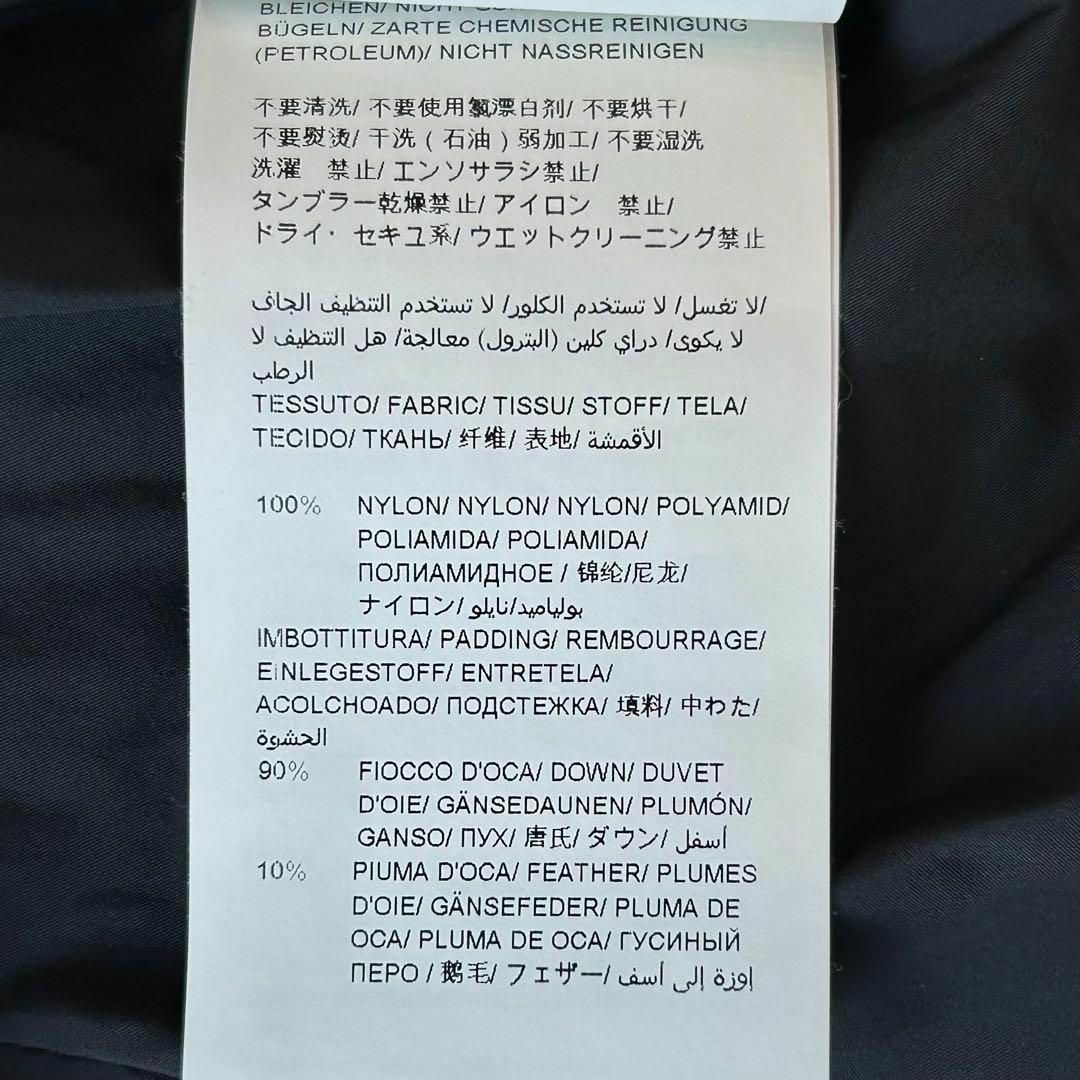 BLEICHEN/ NICHT
BÜGELN/ ZARTE CHEMISCHE REINIGUNG
(PETROLEUM)/ NICHT NASSREINIGEN
不要清洗/ 不要使用氯漂白剂/ 不要烘干/
不要熨烫/ 干洗 ( 石油 ) 弱加工/ 不要湿洗
洗濯　禁止/ エンソサラシ禁止/
タンブラー乾燥禁止/ アイロン　禁止/
ドライ・ セキユ系/ ウエットクリーニング禁止
لا تغسل/ لا تستخدم الكلور/ لا تستخدم التنظيف الجاف/
لا يكوى/ دراي كلين (البترول) معالجة/ هل التنظيف لا
الرطب
TESSUTO/ FABRIC/ TISSU/ STOFF/ TELA/
TECIDO/ ТКАНЬ/ 纤维/ 表地/ الأقمشة
100% NYLON/ NYLON/ NYLON/ POLYAMID/
POLIAMIDA/ POLIAMIDA/
ПОЛИАМИДНОЕ / 锦纶/尼龙/
ナイロン/ بولياميد/نايلو
IMBOTTITURA/ PADDING/ REMBOURRAGE/
EINLEGESTOFF/ ENTRETELA/
ACOLCHOADO/ ПОДСТЕЖКА/ 填料/ 中わた/
الحشوة
90% FIOCCO D'OCA/ DOWN/ DUVET
D'OIE/ GÄNSEDAUNEN/ PLUMÓN/
GANSO/ ПУХ/ 唐氏/ ダウン/ أسفل
10% PIUMA D'OCA/ FEATHER/ PLUMES
D'OIE/ GÄNSEFEDER/ PLUMA DE
OCA/ PLUMA DE OCA/ ГУСИНЫЙ
ПЕРО / 鹅毛/ フェザー/ إوزة إلى أسف